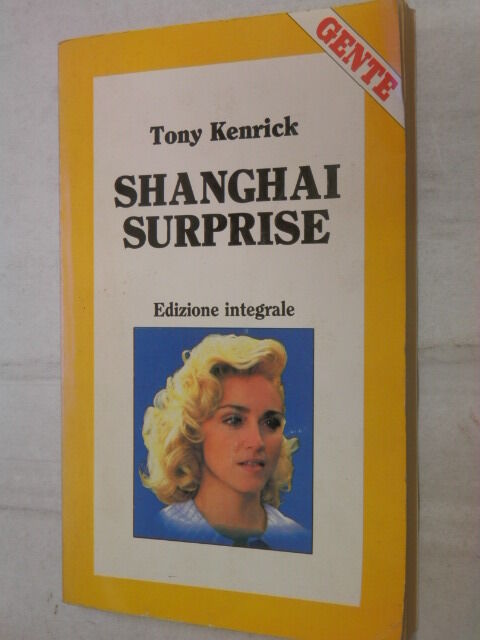 GENTE
Tony Kenrick
SHANGHAI
SURPRISE
Edizione integrale